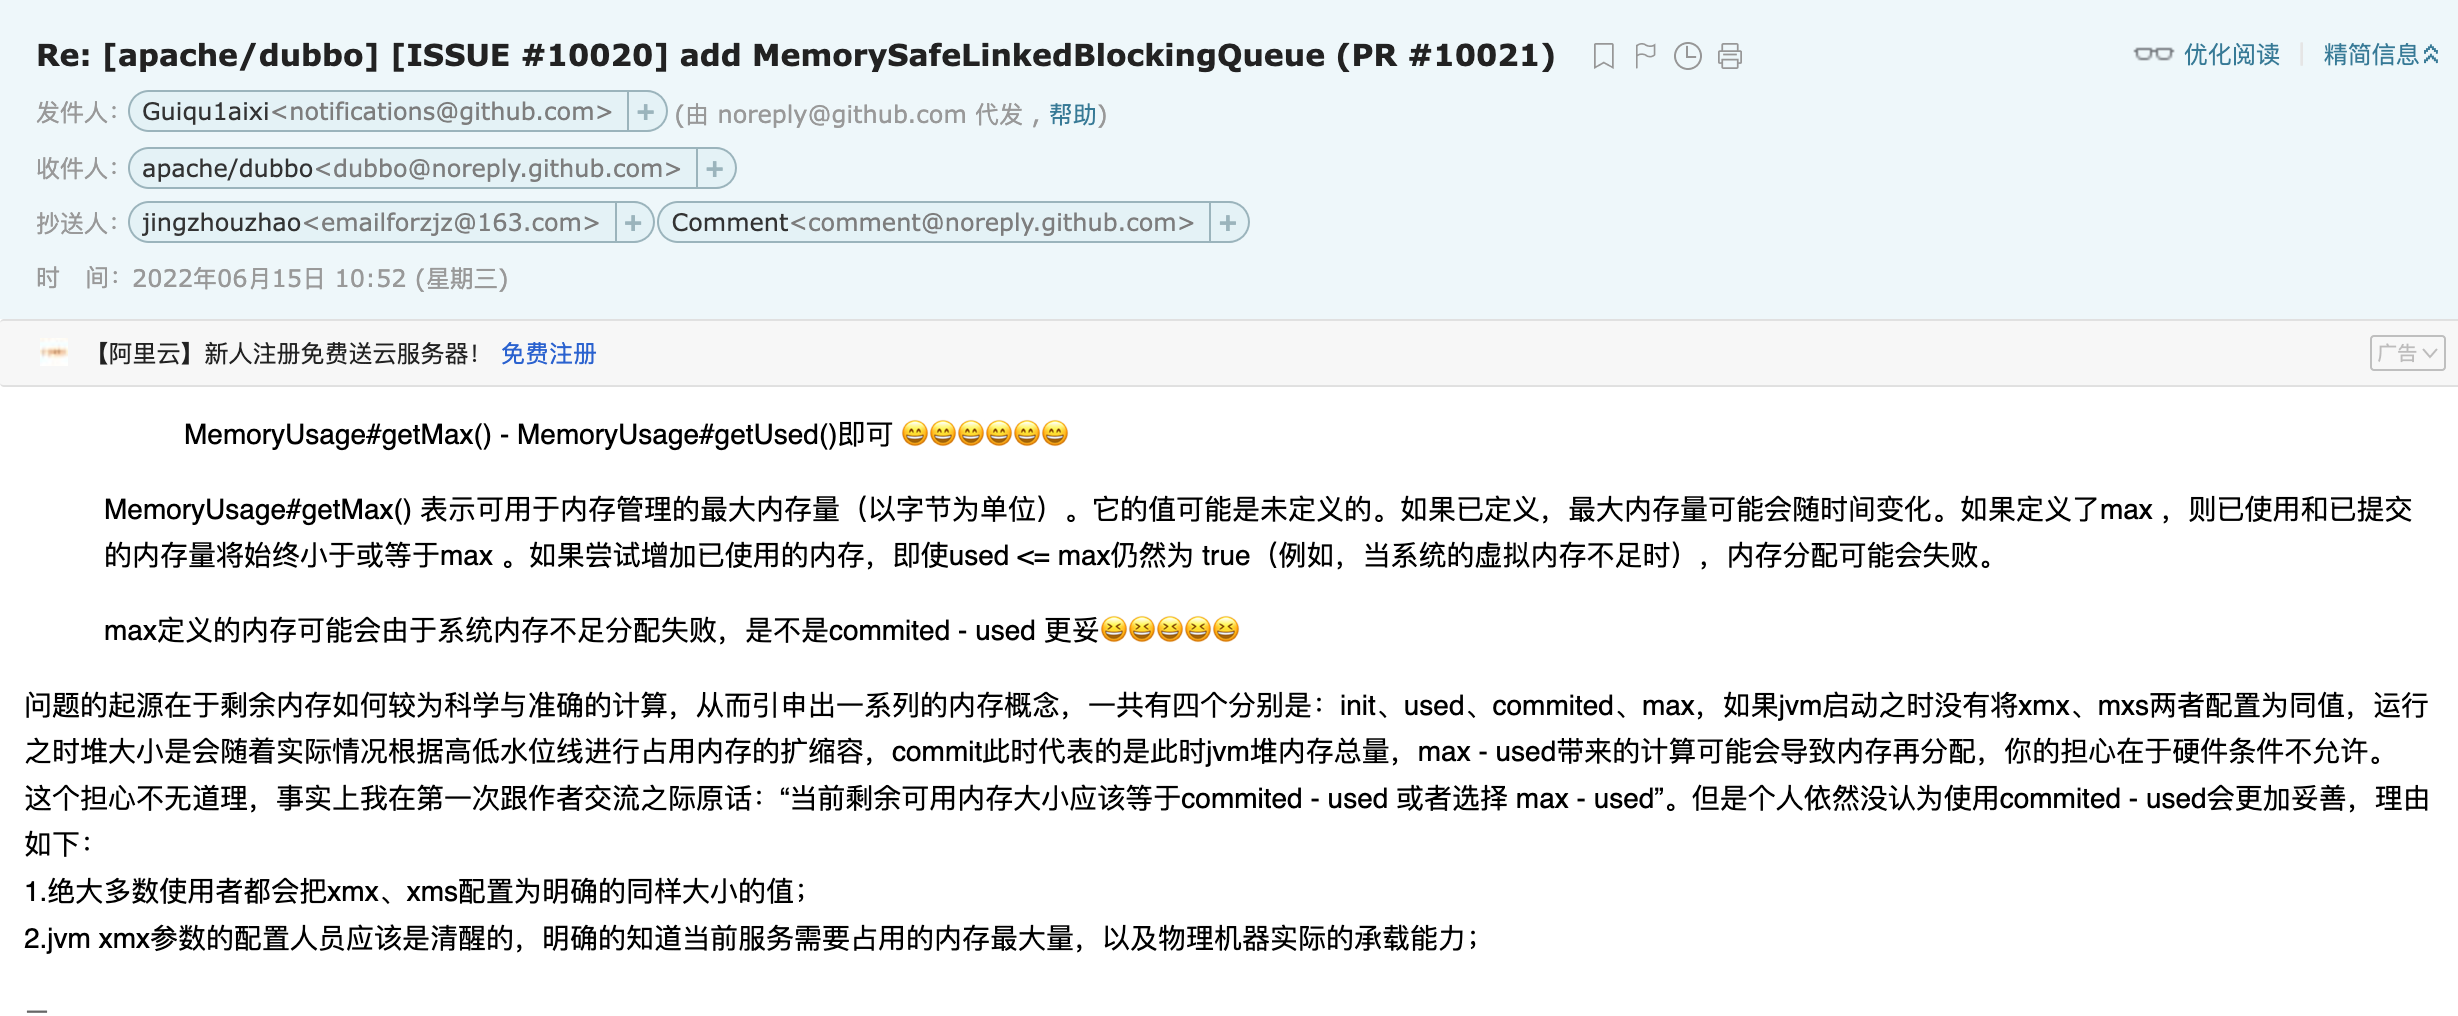 Re: [apache/dubbo] [ISSUE #10020] add MemorySafeLinkedBlockingQueue (PR #10021)
优化阅读 | 精简信息
发件人：Guiqu1aixi<notifications@github.com> + (由 noreply@github.com 代发，帮助)
收件人：apache/dubbo<dubbo@noreply.github.com> +
抄送人：jingzhouzhao<emailforzjz@163.com> + Comment<comment@noreply.github.com> +
时 间：2022年06月15日 10:52 (星期三)
【阿里云】新人注册免费送云服务器！ 免费注册
广告
MemoryUsage#getMax() - MemoryUsage#getUsed()即可 😄😄😄😄😄😄
MemoryUsage#getMax() 表示可用于内存管理的最大内存量（以字节为单位）。它的值可能是未定义的。如果已定义，最大内存量可能会随时间变化。如果定义了max ，则已使用和已提交
的内存量将始终小于或等于max 。如果尝试增加已使用的内存，即使used <= max仍然为 true（例如，当系统的虚拟内存不足时），内存分配可能会失败。
max定义的内存可能会由于系统内存不足分配失败，是不是commited - used 更妥😆😆😆😆😆
问题的起源在于剩余内存如何较为科学与准确的计算，从而引申出一系列的内存概念，一共有四个分别是：init、used、commited、max，如果jvm启动之时没有将xmx、mxs两者配置为同值，运行
之时堆大小是会随着实际情况根据高低水位线进行占用内存的扩缩容，commit此时代表的是此时jvm堆内存总量，max - used带来的计算可能会导致内存再分配，你的担心在于硬件条件不允许。
这个担心不无道理，事实上我在第一次跟作者交流之际原话：“当前剩余可用内存大小应该等于commited - used 或者选择 max - used”。但是个人依然没认为使用commited - used会更加妥善，理由
如下：
1.绝大多数使用者都会把xmx、xms配置为明确的同样大小的值；
2.jvm xmx参数的配置人员应该是清醒的，明确的知道当前服务需要占用的内存最大量，以及物理机器实际的承载能力；
—